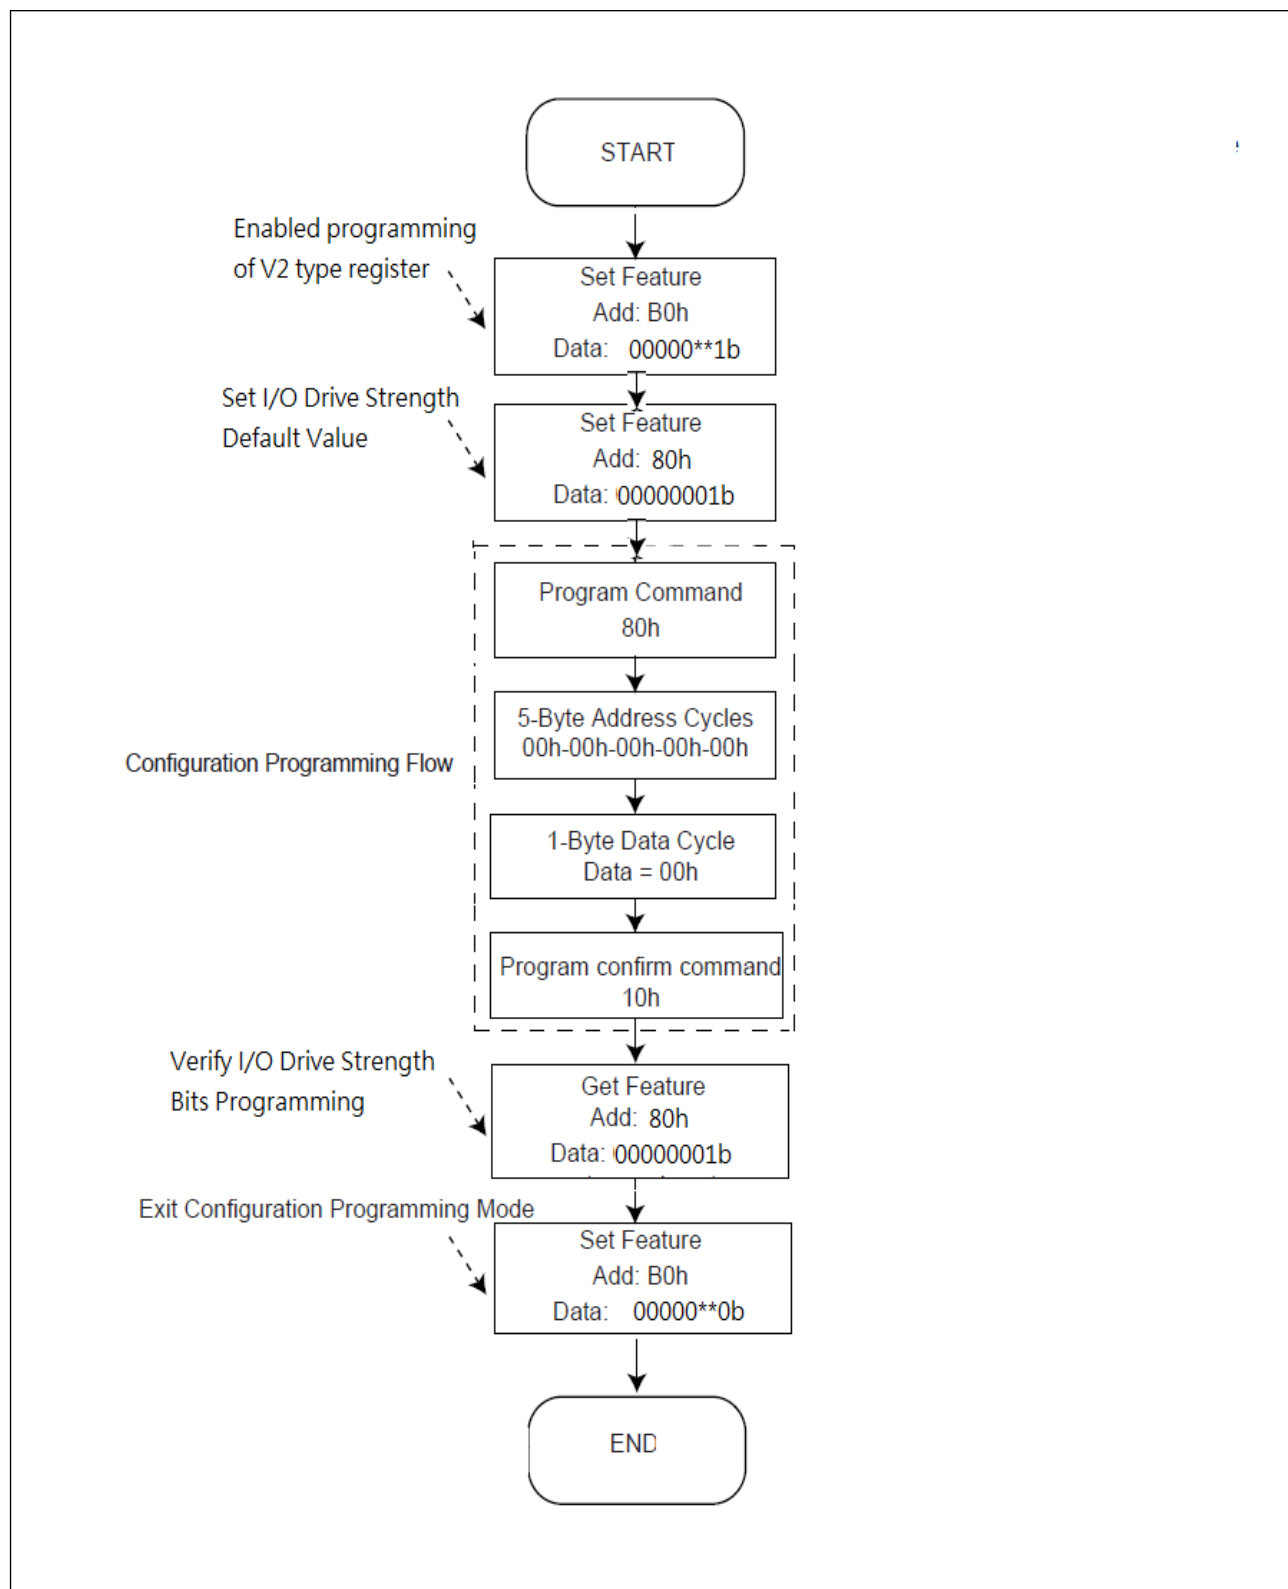 START
Enabled programming
of V2 type register
Set Feature
Add: B0h
Data: 00000**1b
Set I/O Drive Strength
Default Value
Set Feature
Add: 80h
Data: 00000001b
Program Command
80h
5-Byte Address Cycles
00h-00h-00h-00h-00h
Configuration Programming Flow
1-Byte Data Cycle
Data = 00h
Program confirm command
10h
Verify I/O Drive Strength
Bits Programming
Get Feature
Add: 80h
Data: 00000001b
Exit Configuration Programming Mode
Set Feature
Add: B0h
Data: 00000**0b
END